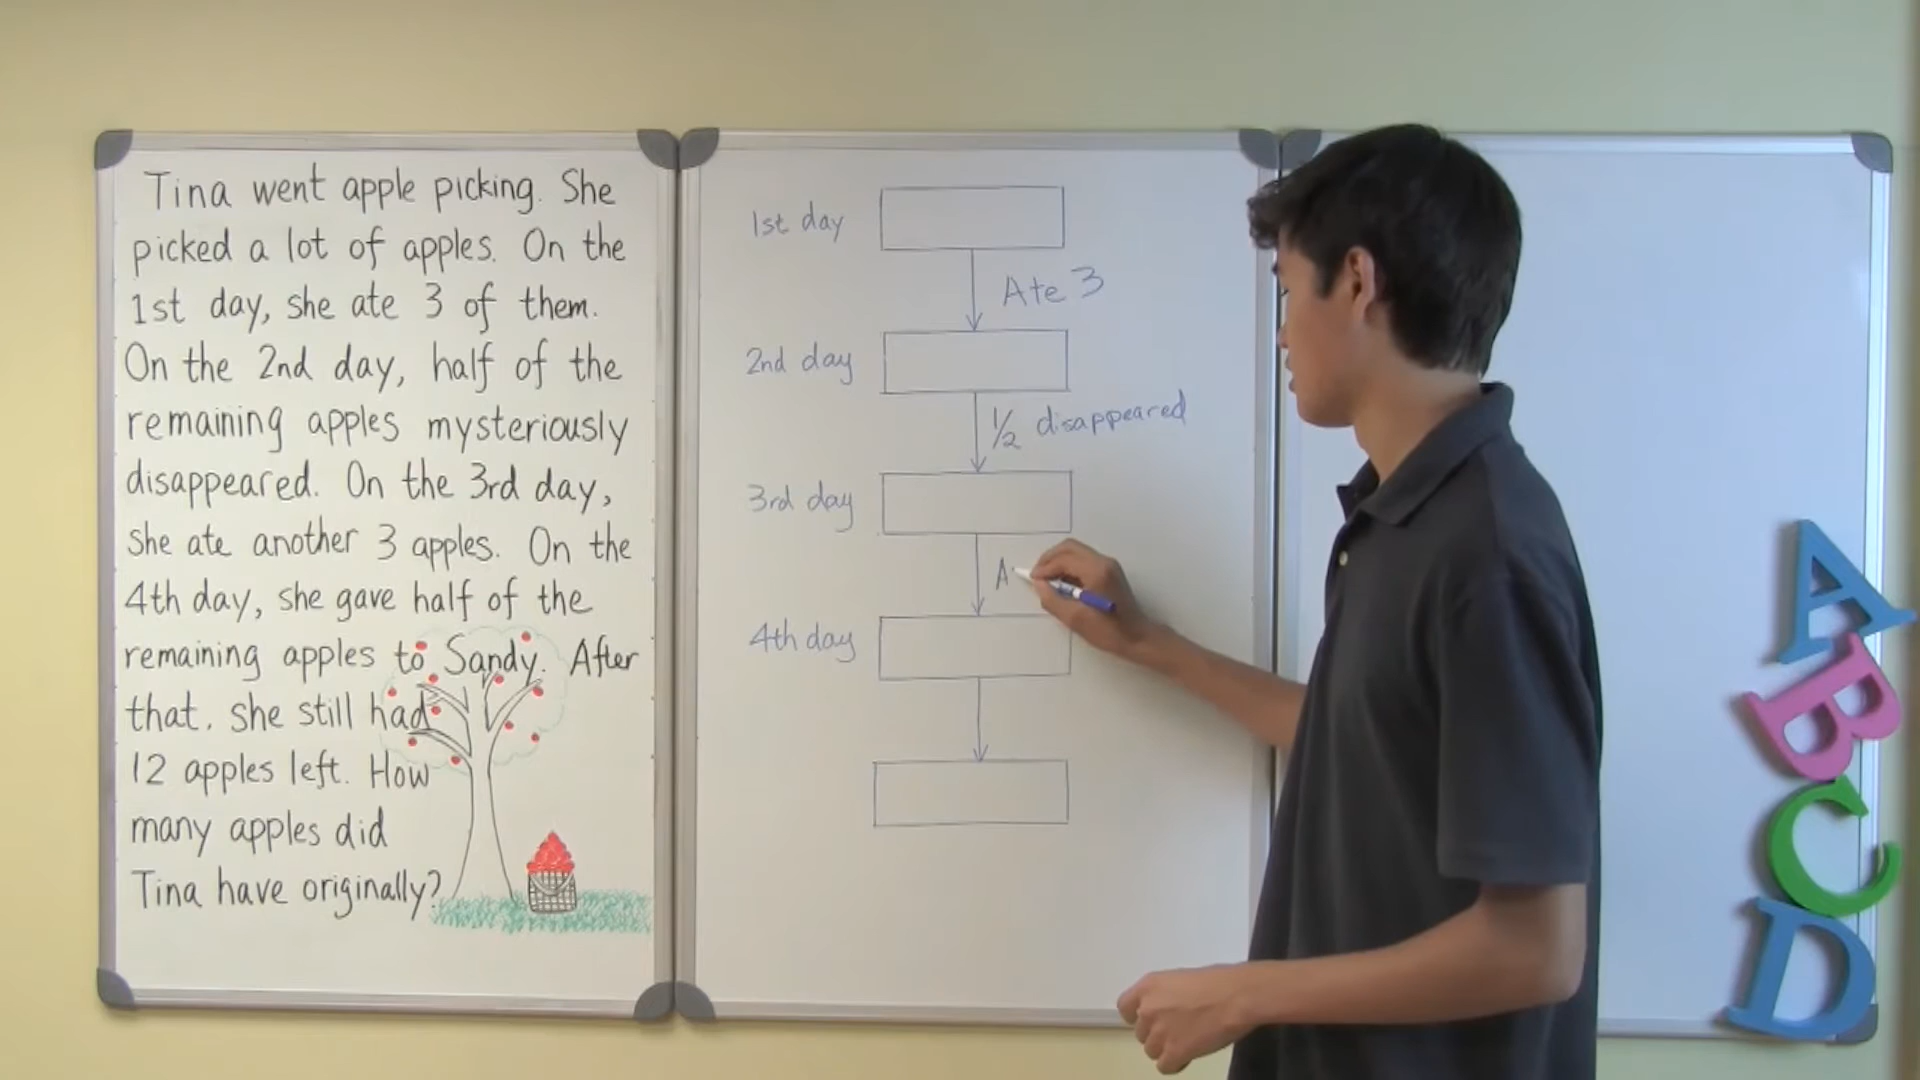 Tina went apple picking. She
picked a lot of apples. On the
1st day, she ate 3 of them.
On the 2nd day, half of the
remaining apples mysteriously
disappeared. On the 3rd day,
she ate another 3 apples. On the
4th day, she gave half of the
remaining apples to Sandy. After
that, she still had
12 apples left. How
many apples did
Tina have originally?
1st day
Ate 3
2nd day
1/2 disappeared
3rd day
A
4th day
A
B
C
D